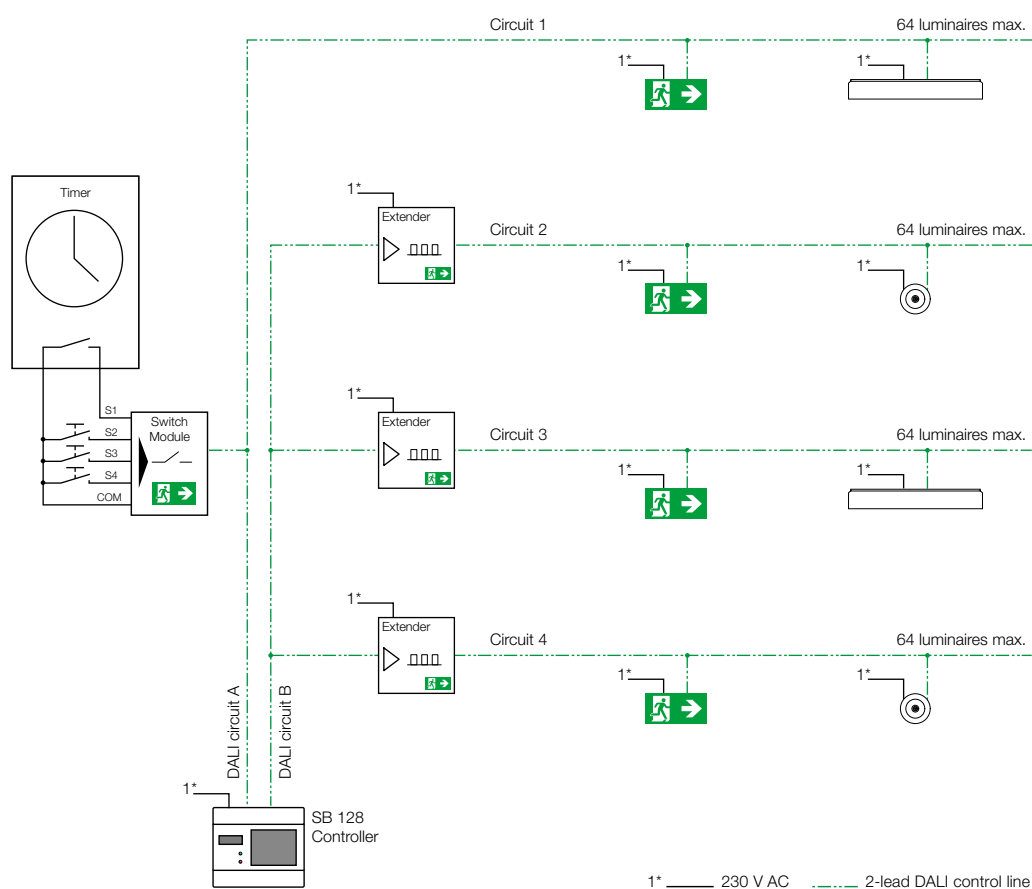 Circuit 1
64 luminaires max.
1*
1*
Timer
1*
Extender
Circuit 2
64 luminaires max.
1*
1*
S1
S2
S3
S4
COM
Switch
Module
1*
Extender
Circuit 3
64 luminaires max.
1*
1*
1*
Extender
Circuit 4
64 luminaires max.
1*
1*
DALI circuit A
DALI circuit B
1*
SB 128
Controller
1* 230 V AC
2-lead DALI control line